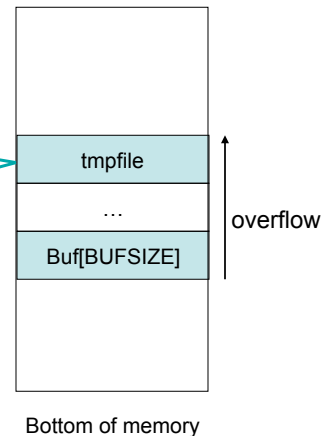 tmpfile
…
overflow
Buf[BUFSIZE]
Bottom of memory